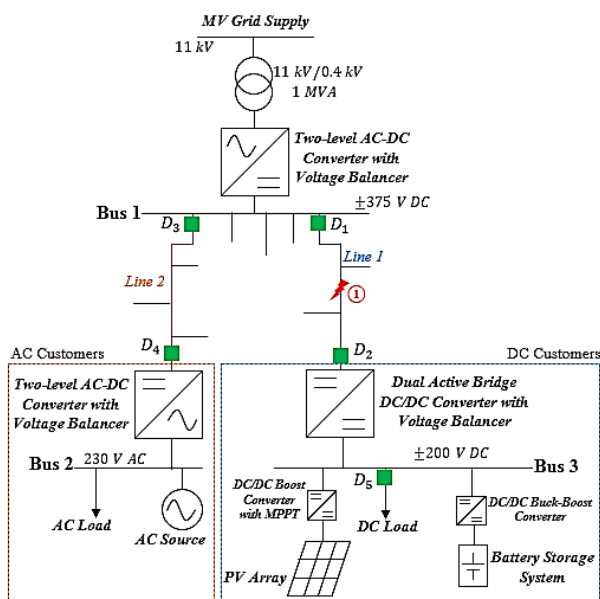 MV Grid Supply
11 kV
11 kV/0.4 kV
1 MVA
Two-level AC-DC
Converter with
Voltage Balancer
Bus 1
±375 V DC
D3
D1
Line 2
Line 1
①
D4
D2
AC Customers
DC Customers
Two-level AC-DC
Converter with
Voltage Balancer
Dual Active Bridge
DC/DC Converter with
Voltage Balancer
Bus 2
230 V AC
±200 V DC
Bus 3
DC/DC Boost
Converter
with MPPT
D5
DC/DC Buck-Boost
Converter
AC Load
AC Source
DC Load
PV Array
Battery Storage
System